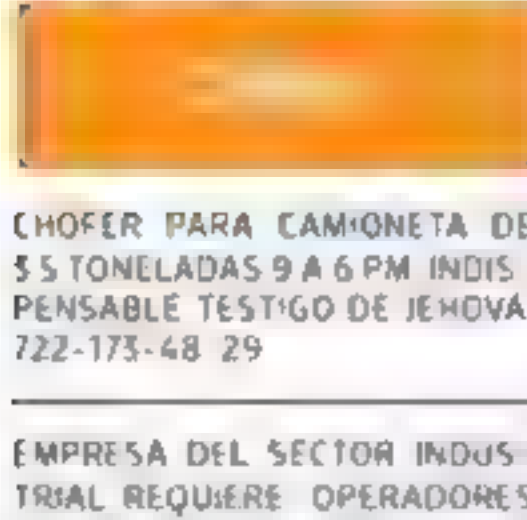 CHOFER PARA CAMIONETA DE
3 5 TONELADAS 9 A 6 PM INDIS
PENSABLE TESTIGO DE JEHOVA
722-173-48 29
EMPRESA DEL SECTOR INDUS
TRIAL REQUIERE OPERADORES